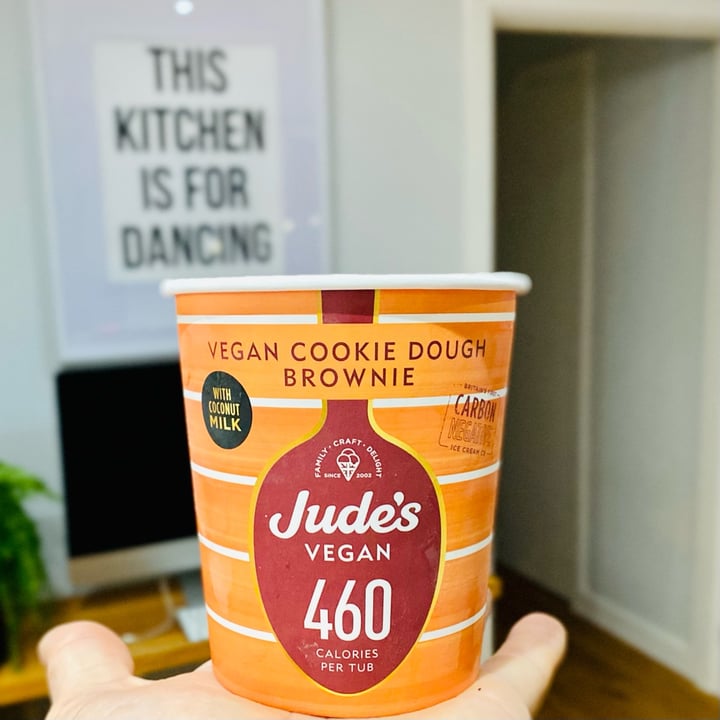 THIS
KITCHEN
IS FOR
DANCING
VEGAN COOKIE DOUGH
BROWNIE
WITH
COCONUT
MILK
CARBON
NEGATIVE
ICE CREAM CO
FAMILY • CRAFT • DELIGHT
SINCE 2002
Jude's
VEGAN
460
CALORIES
PER TUB